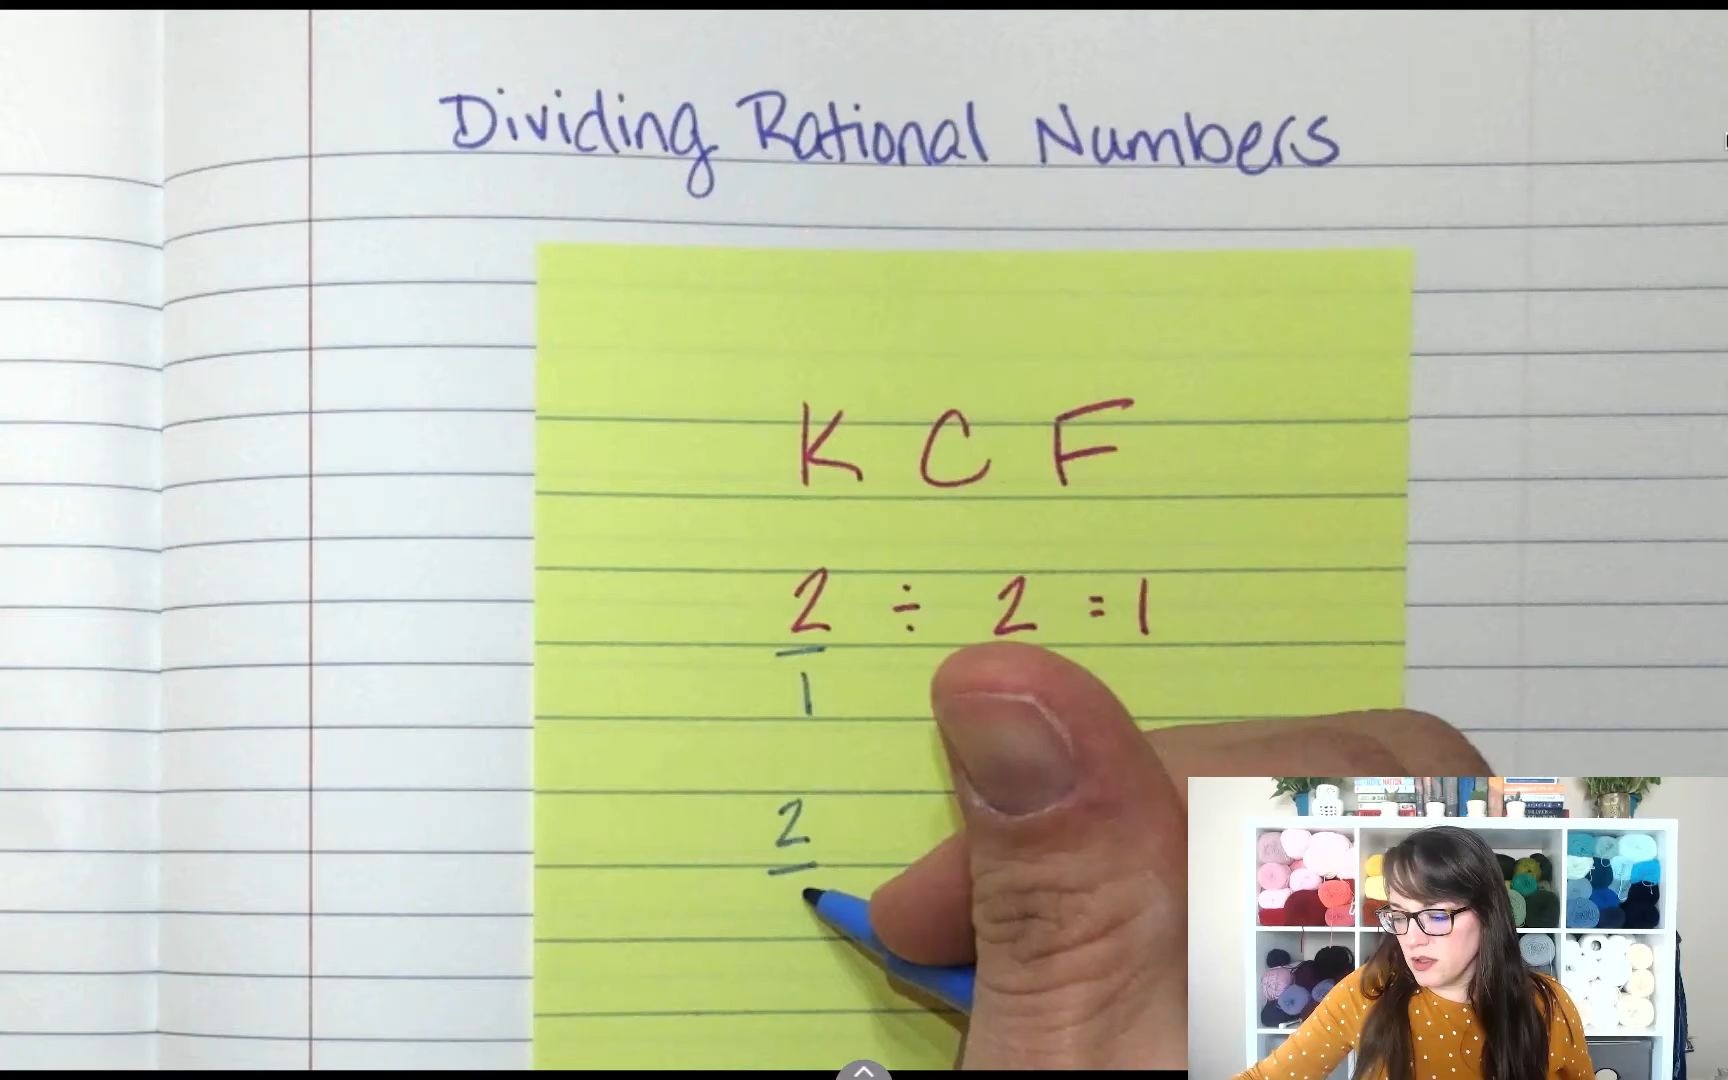 Dividing Rational Numbers
K C F
2 ÷ 2 = 1
1
2